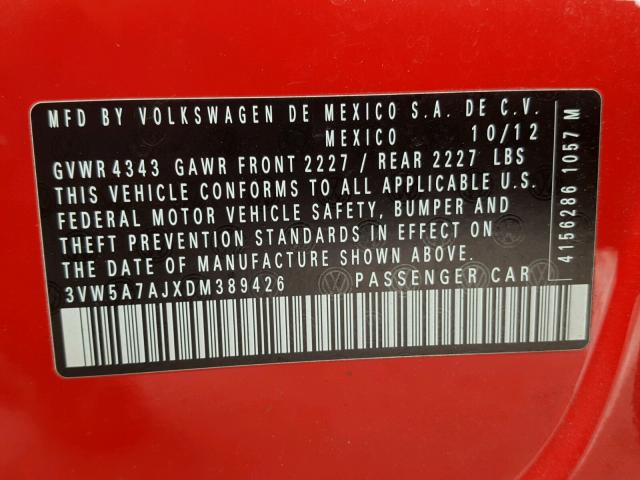 MFD BY VOLKSWAGEN DE MEXICO S.A. DE C.V.
MEXICO 10/12
GVWR 4343 GAWR FRONT 2227 / REAR 2227 LBS
THIS VEHICLE CONFORMS TO ALL APPLICABLE U.S.
FEDERAL MOTOR VEHICLE SAFETY, BUMPER AND
THEFT PREVENTION STANDARDS IN EFFECT ON
THE DATE OF MANUFACTURE SHOWN ABOVE.
3VW5A7AJXDM389426 PASSENGER CAR
4156286 1057 M